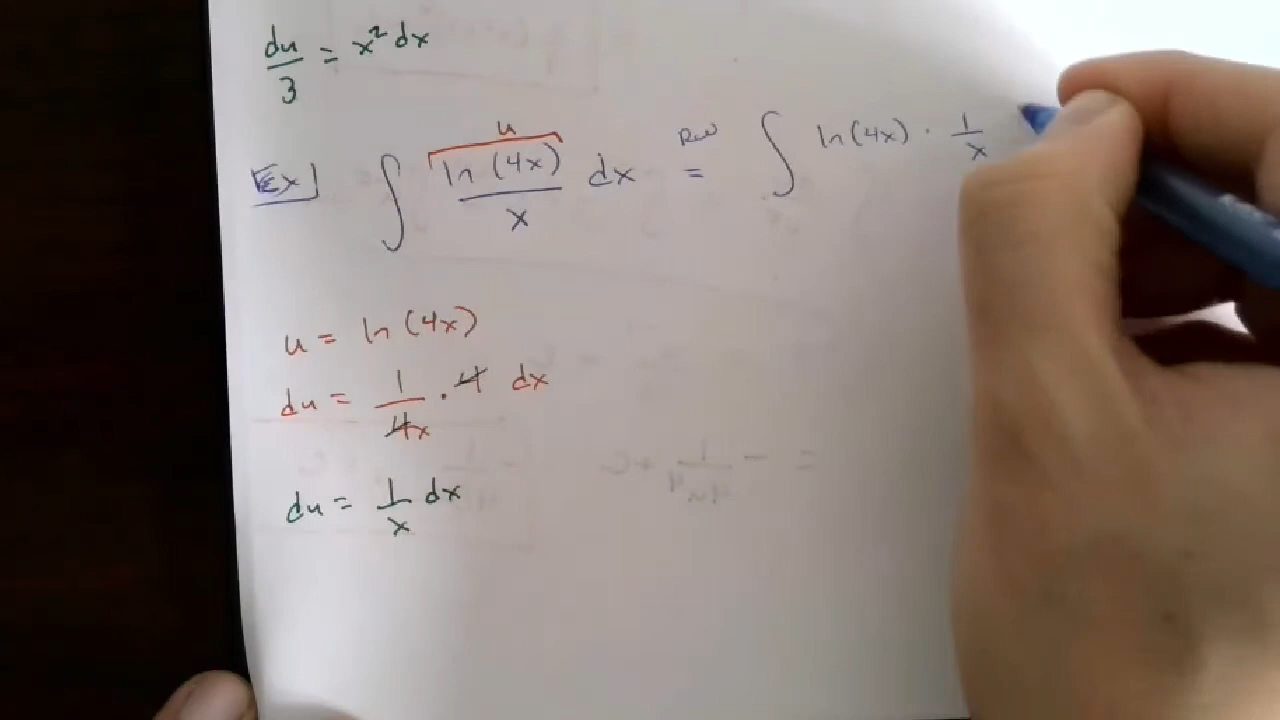 du/3 = x² dx
u
Ex] ∫ ln(4x)/x dx = Rw ∫ ln(4x) · 1/x
u = ln(4x)
du = 1/4x · 4 dx
du = 1/x dx